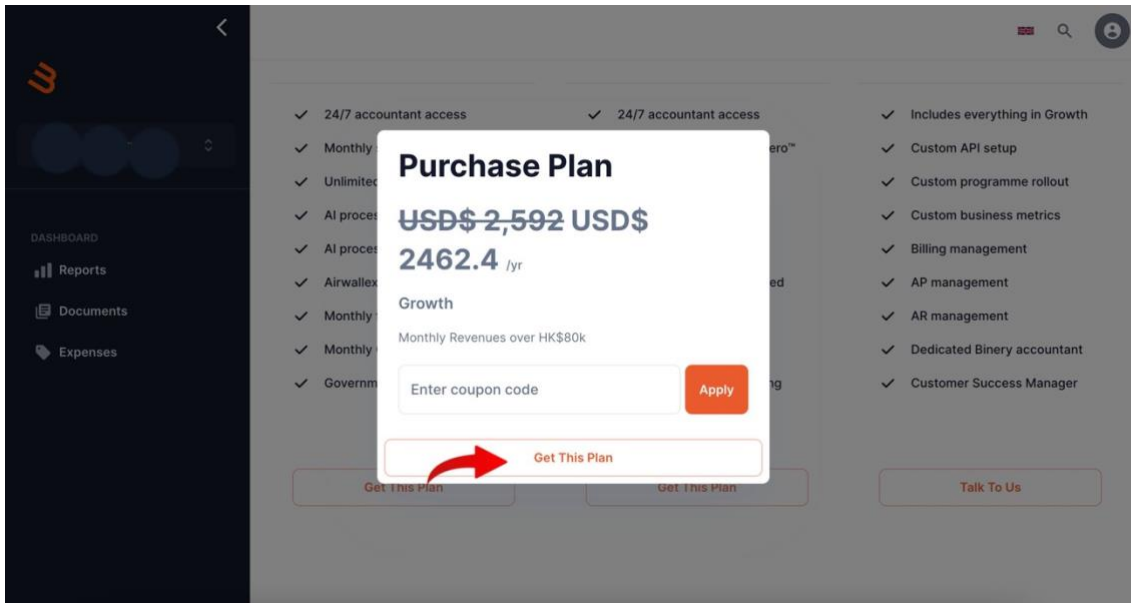 24/7 accountant access
24/7 accountant access
Includes everything in Growth
Monthly
ero™
Custom API setup
Unlimited
Custom programme rollout
AI
Custom business metrics
DASHBOARD
AI
Billing management
Reports
Airwallex
ed
AP management
Documents
Monthly
AR management
Expenses
Monthly
Dedicated Binery accountant
ng
Customer Success Manager
Purchase Plan
USD$ 2,592 USD$
2462.4 /yr
Growth
Monthly Revenues over HK$80k
Enter coupon code
Apply
Get This Plan
Get This Plan
Get This Plan
Talk To Us